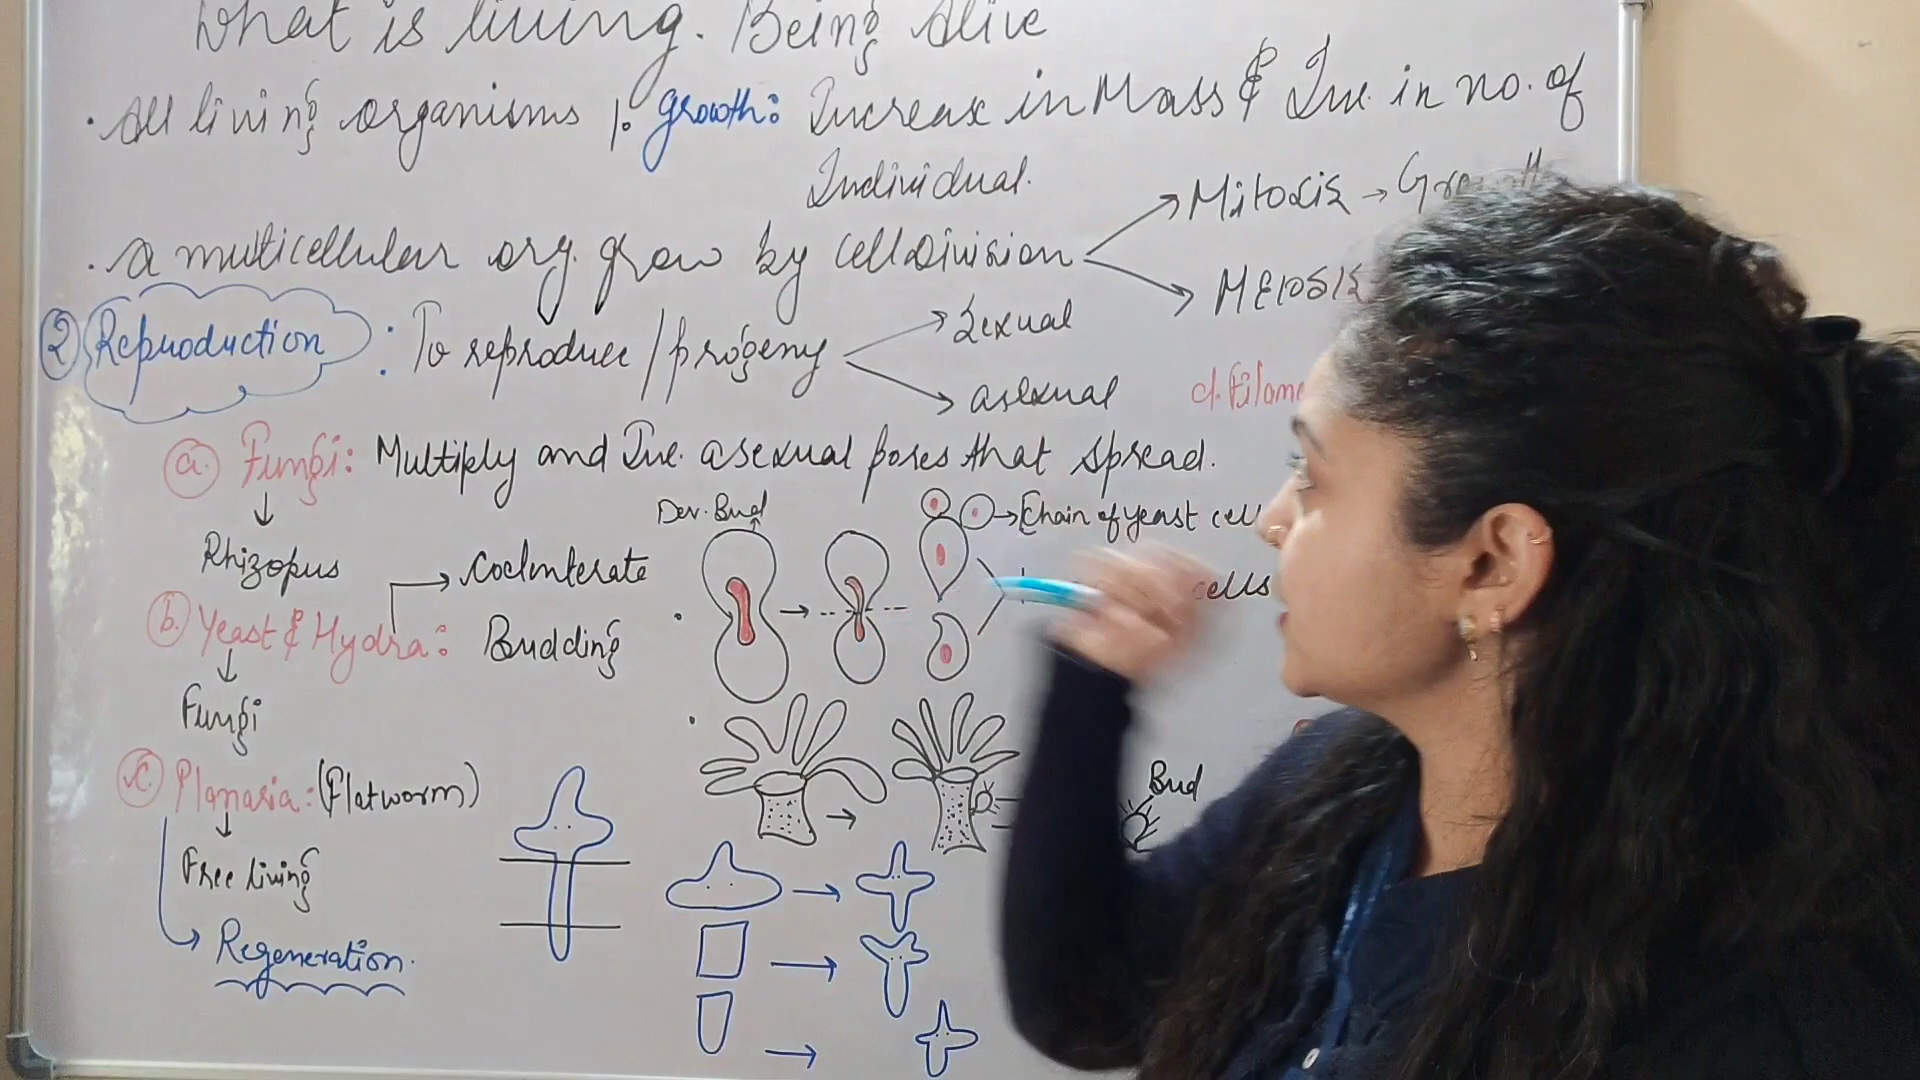 What is living. Being Alive
. All living organisms 1. Growth: Increase in Mass & Inc. in no. of
Individual.
. A multicellular org. grow by cell Division → Mitosis → Growth
→ MEIOSIS
② Reproduction : To reproduce / progeny → Sexual
→ asexual
d. Filame
a. Fungi: Multiply and Inc. asexual pores that spread.
↓
Rhizopus
Dev. Bud
→ Chain of yeast cell
→ Coelenterate
cells
b. Yeast & Hydra: Budding
↓
Fungi
c. Planaria: (Flatworm)
Bud
↓
Free living
→ Regeneration.